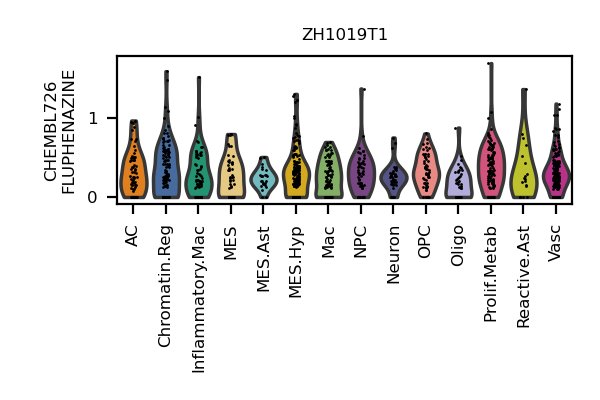 ZH1019T1
CHEMBL726
FLUPHENAZINE
1
0
AC
Chromatin.Reg
Inflammatory.Mac
MES
MES.Ast
MES.Hyp
Mac
NPC
Neuron
OPC
Oligo
Prolif.Metab
Reactive.Ast
Vasc